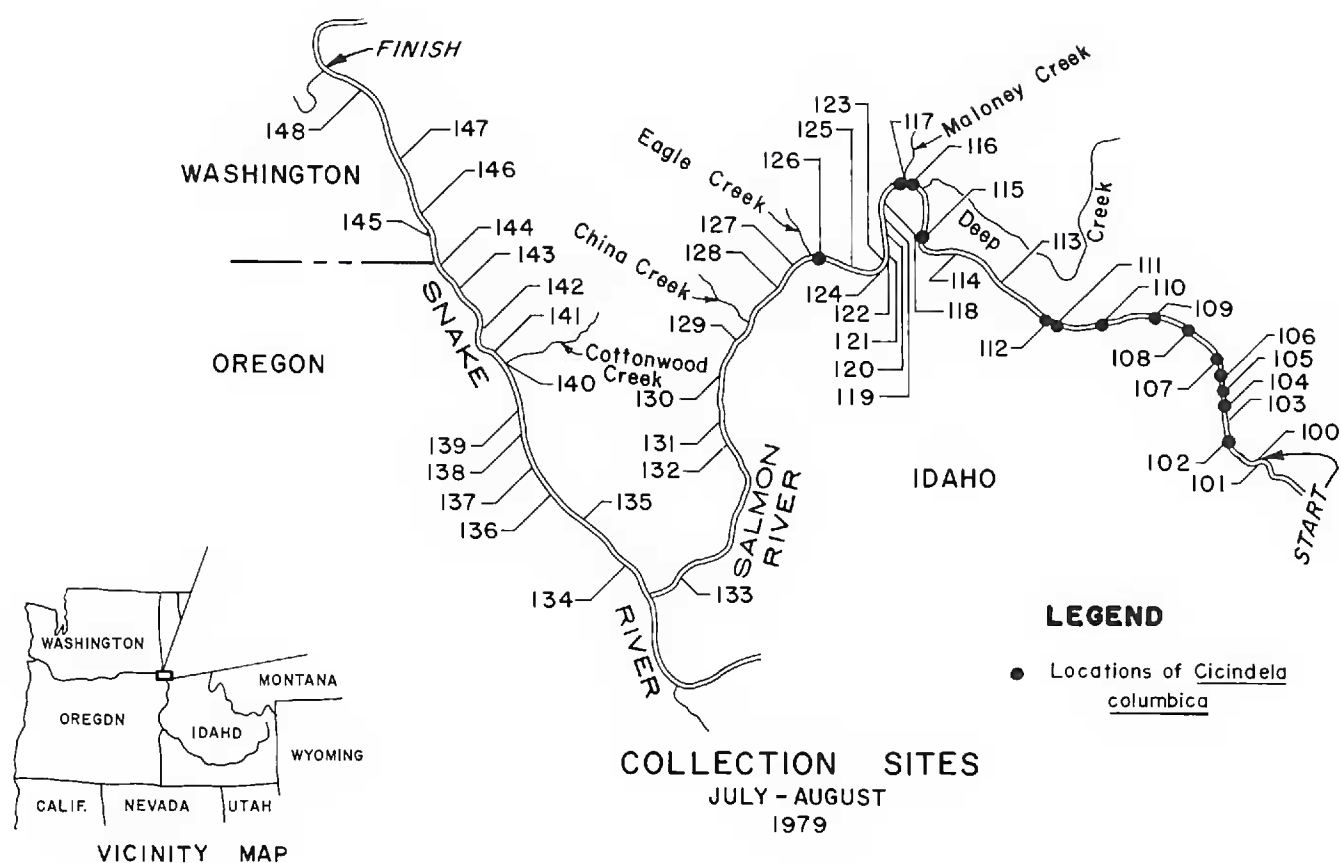 FINISH
148
147
WASHINGTON
146
145
144
143
142
141
OREGON
SNAKE
Cottonwood
Creek
140
139
138
137
136
135
134
RIVER
133
SALMON
RIVER
132
131
130
129
China Creek
128
127
Eagle Creek
126
125
123
117
Maloney Creek
116
115
Deep
Creek
113
114
124
122
121
120
119
118
111
112
110
109
108
107
106
105
104
103
102
100
101
START
IDAHO
LEGEND
Locations of Cicindela
columbica
COLLECTION SITES
JULY - AUGUST
1979
WASHINGTON
MONTANA
OREGDN
IDAHD
WYOMING
CALIF.
NEVADA
UTAH
VICINITY MAP